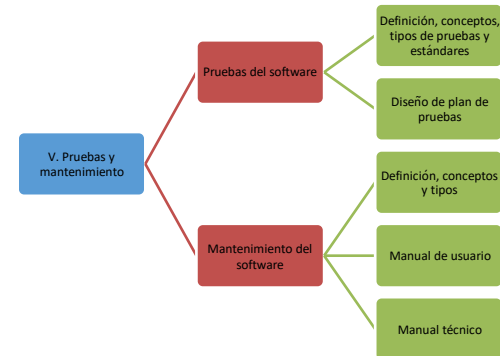 V. Pruebas y
mantenimiento
Pruebas del software
Definición, conceptos,
tipos de pruebas y
estándares
Diseño de plan de
pruebas
Mantenimiento del
software
Definición, conceptos
y tipos
Manual de usuario
Manual técnico